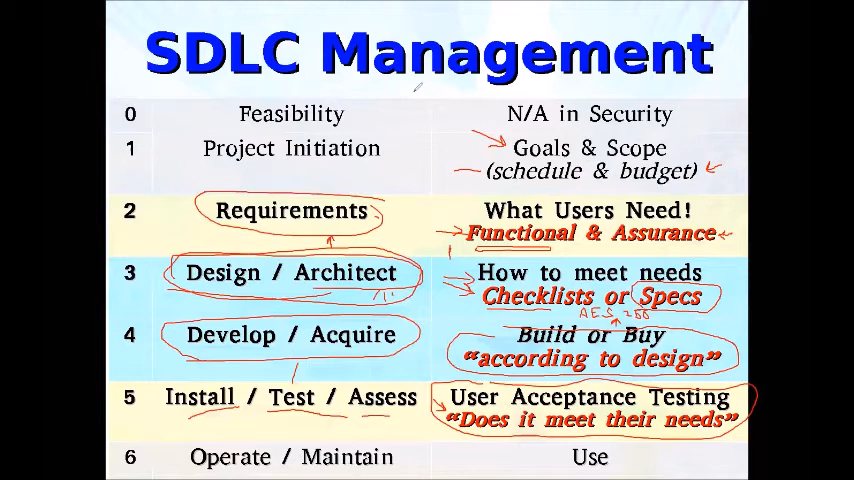 SDLC Management
0 Feasibility N/A in Security
1 Project Initiation Goals & Scope
(schedule & budget)
2 Requirements What Users Need!
Functional & Assurance
3 Design / Architect How to meet needs
Checklists or Specs
AES 256
4 Develop / Acquire Build or Buy
“according to design”
5 Install / Test / Assess User Acceptance Testing
“Does it meet their needs”
6 Operate / Maintain Use